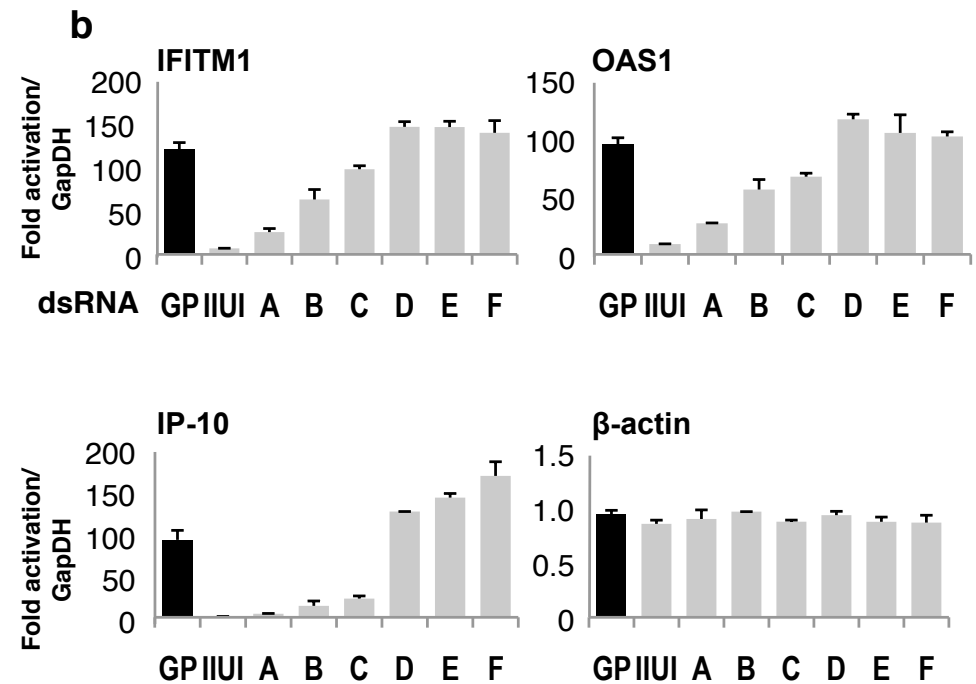 b
IFITM1
OAS1
Fold activation/
GapDH
200
150
100
50
0
150
100
50
0
dsRNA GP IIUI A B C D E F
GP IIUI A B C D E F
IP-10
β-actin
Fold activation/
GapDH
200
150
100
50
0
1.5
1.0
0.5
0
GP IIUI A B C D E F
GP IIUI A B C D E F